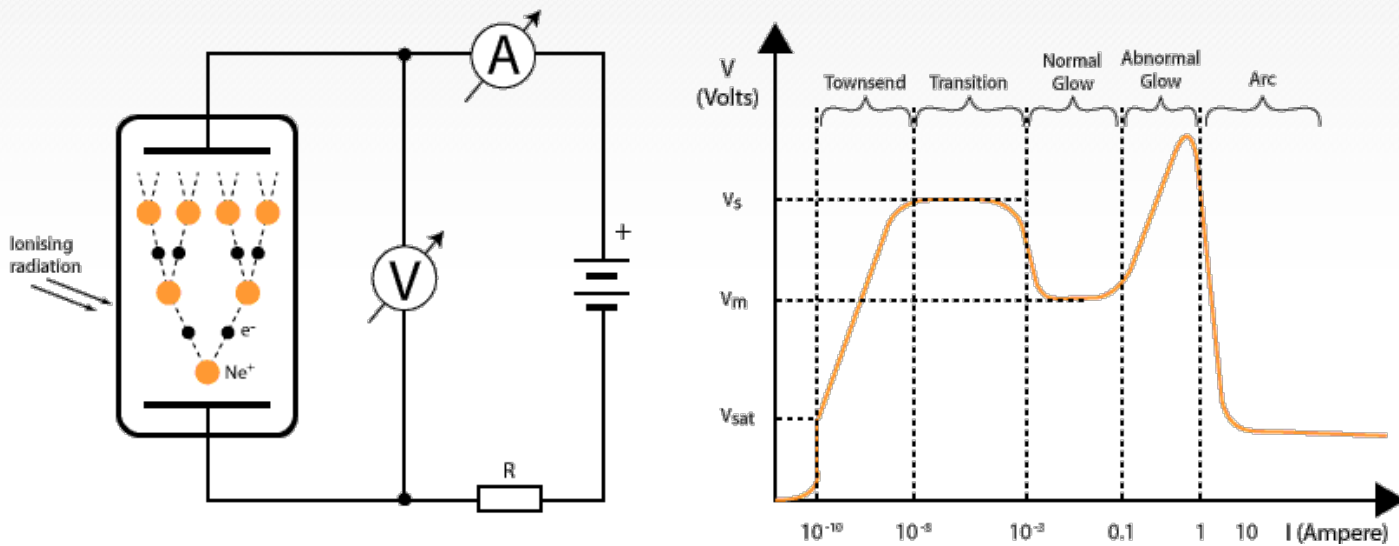 A
V
+
R
Ionising
radiation
e⁻
Ne⁺
V
(Volts)
Townsend
Transition
Normal
Glow
Abnormal
Glow
Arc
Vₛ
Vₘ
Vsat
10⁻¹⁰
10⁻⁸
10⁻³
0.1
1
10
I (Ampere)